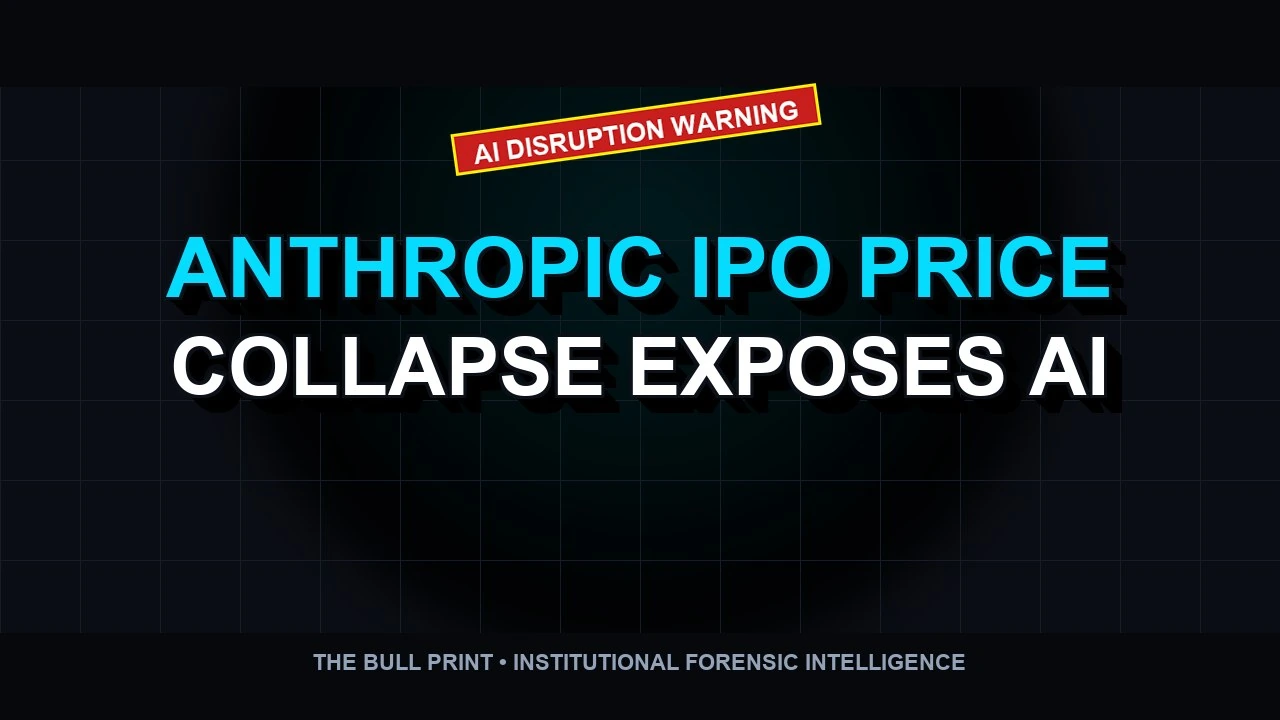 AI DISRUPTION WARNING
ANTHROPIC IPO PRICE
COLLAPSE EXPOSES AI
THE BULL PRINT • INSTITUTIONAL FORENSIC INTELLIGENCE